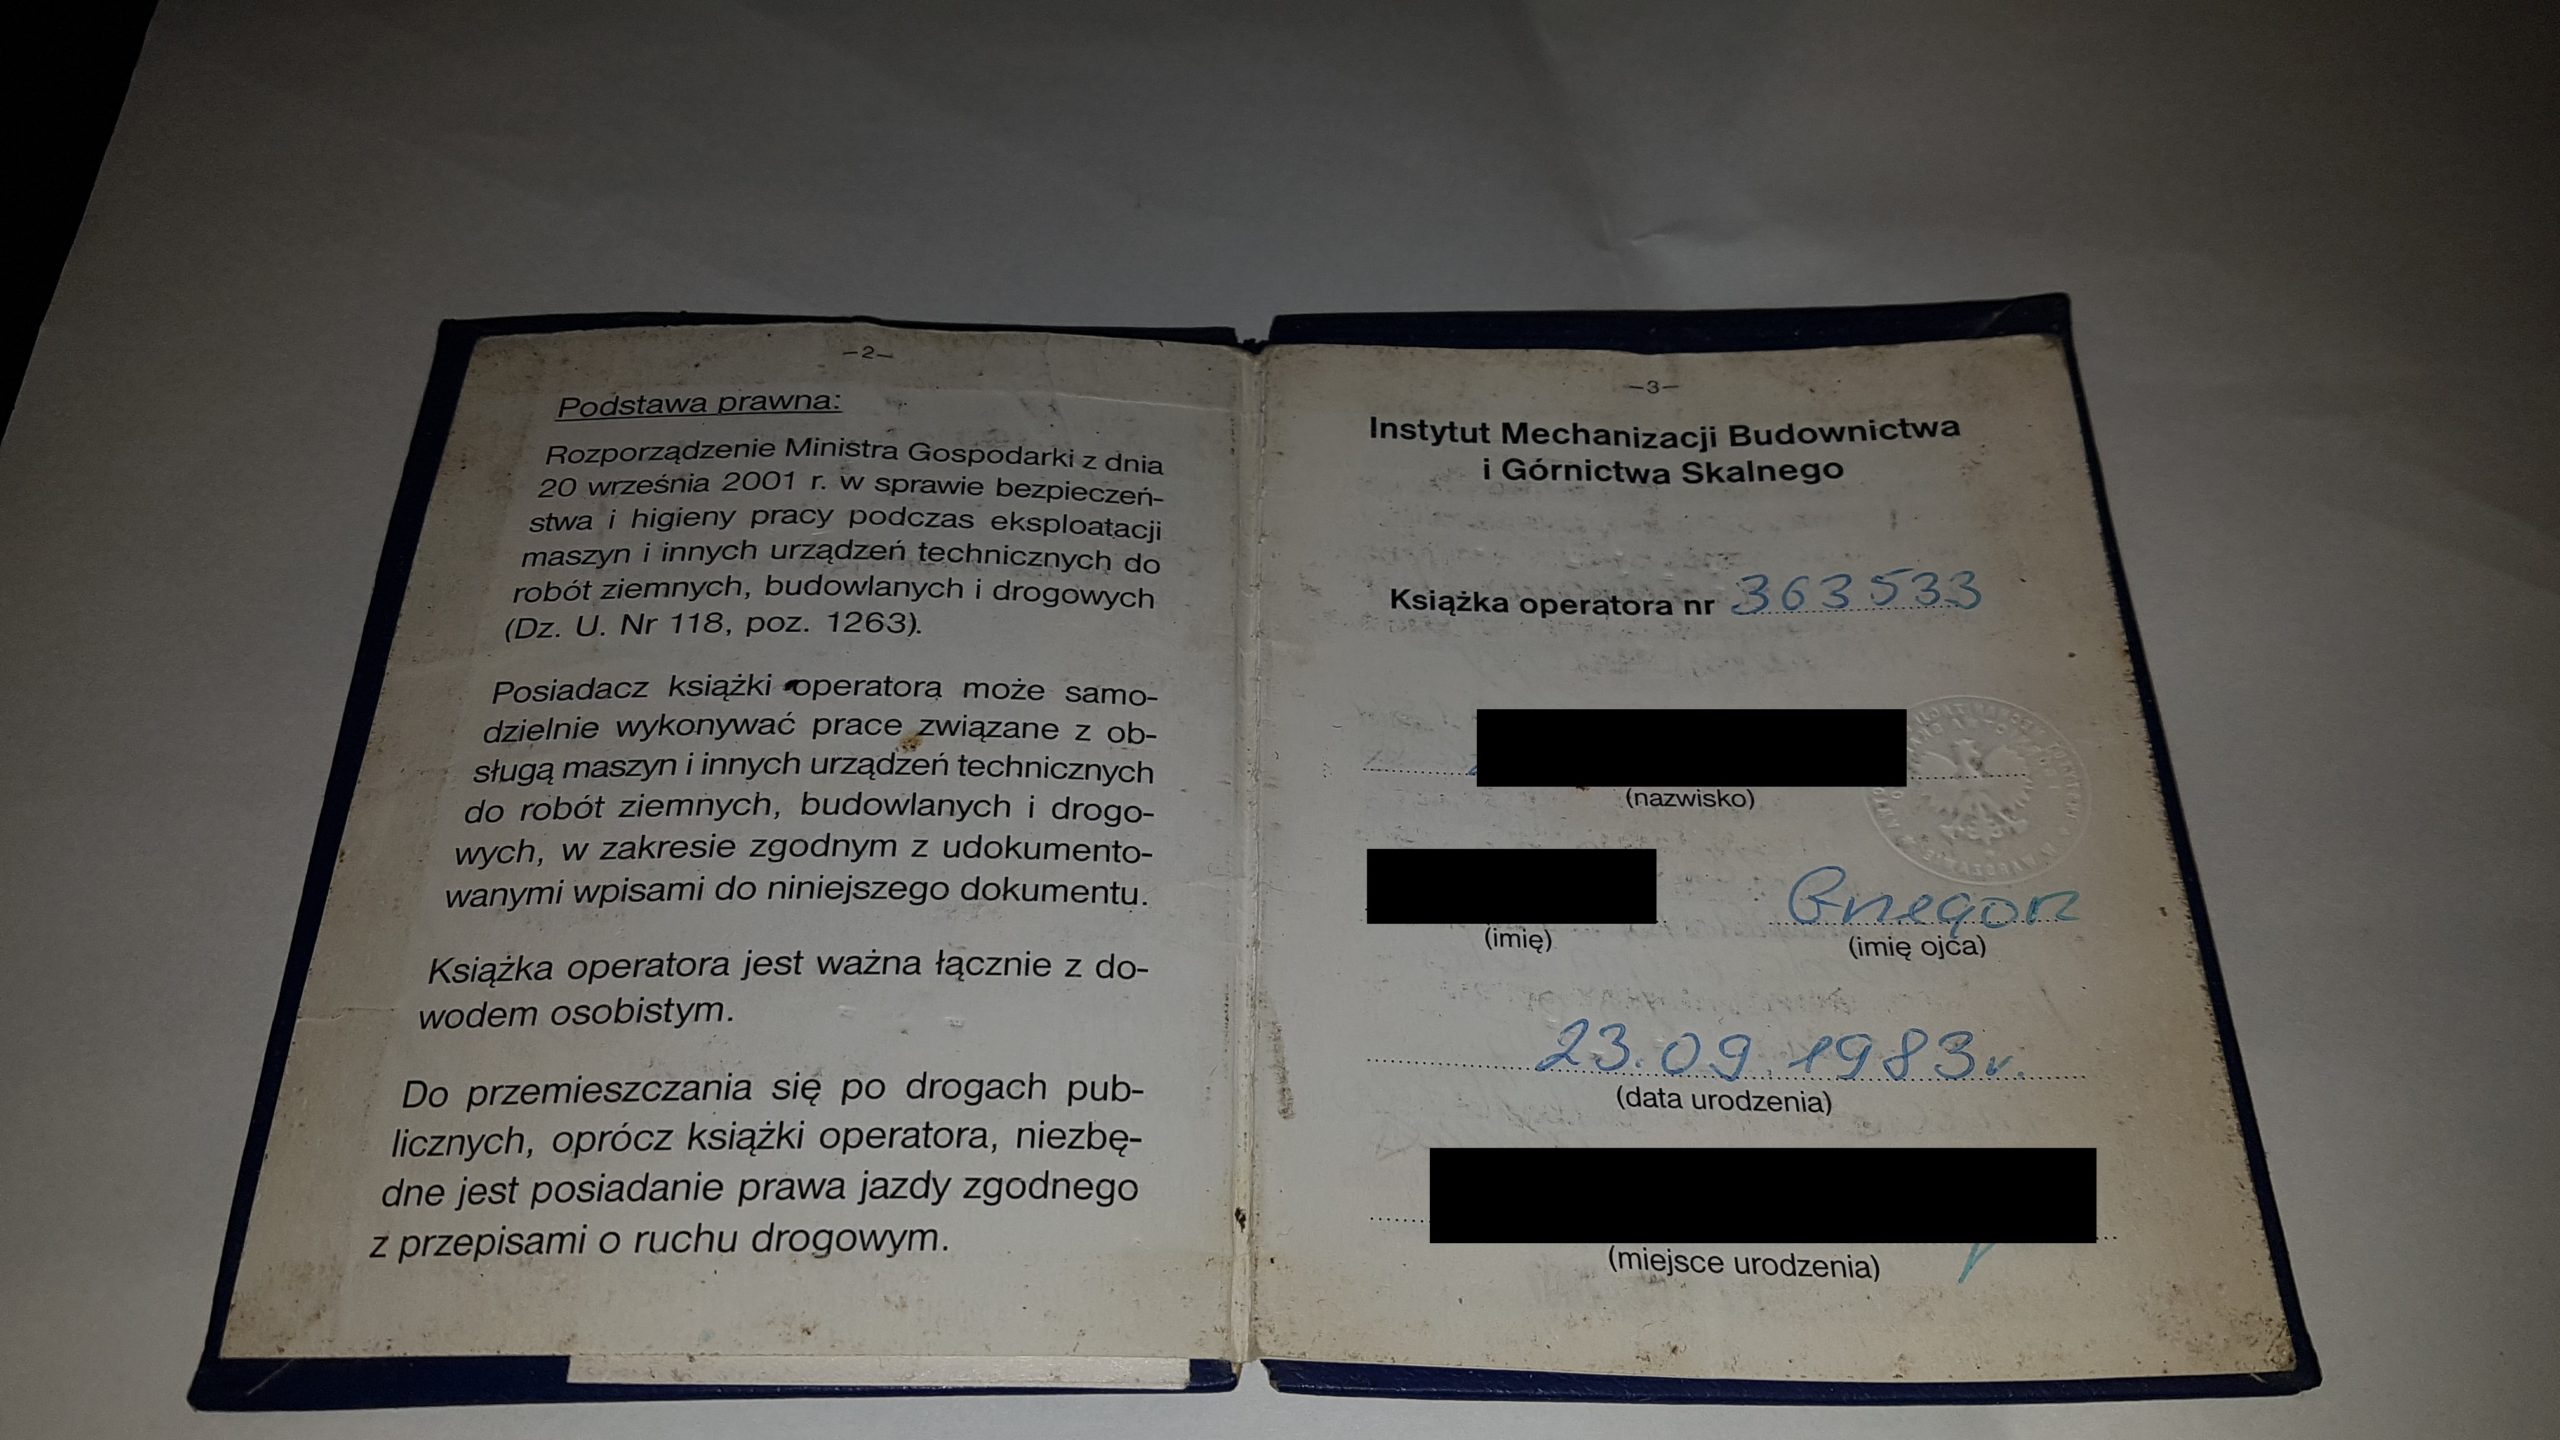 –2–
Podstawa prawna:
Rozporządzenie Ministra Gospodarki z dnia
20 września 2001 r. w sprawie bezpieczeń-
stwa i higieny pracy podczas eksploatacji
maszyn i innych urządzeń technicznych do
robót ziemnych, budowlanych i drogowych
(Dz. U. Nr 118, poz. 1263).
Posiadacz książki operatora może samo-
dzielnie wykonywać prace związane z ob-
sługą maszyn i innych urządzeń technicznych
do robót ziemnych, budowlanych i drogo-
wych, w zakresie zgodnym z udokumento-
wanymi wpisami do niniejszego dokumentu.
Książka operatora jest ważna łącznie z do-
wodem osobistym.
Do przemieszczania się po drogach pub-
licznych, oprócz książki operatora, niezbę-
dne jest posiadanie prawa jazdy zgodnego
z przepisami o ruchu drogowym.
–3–
Instytut Mechanizacji Budownictwa
i Górnictwa Skalnego
Książka operatora nr 363533
(nazwisko)
Grzegorz
(imię) (imię ojca)
23.09.1983r.
(data urodzenia)
(miejsce urodzenia)